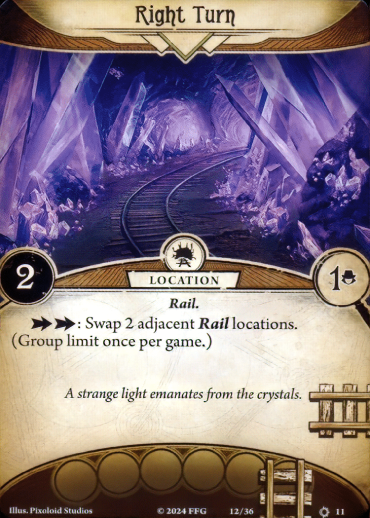 Right Turn
2
LOCATION
1
Rail.
: Swap 2 adjacent Rail locations.
(Group limit once per game.)
A strange light emanates from the crystals.
Illus. Pixoloid Studios © 2024 FFG 12/36 11